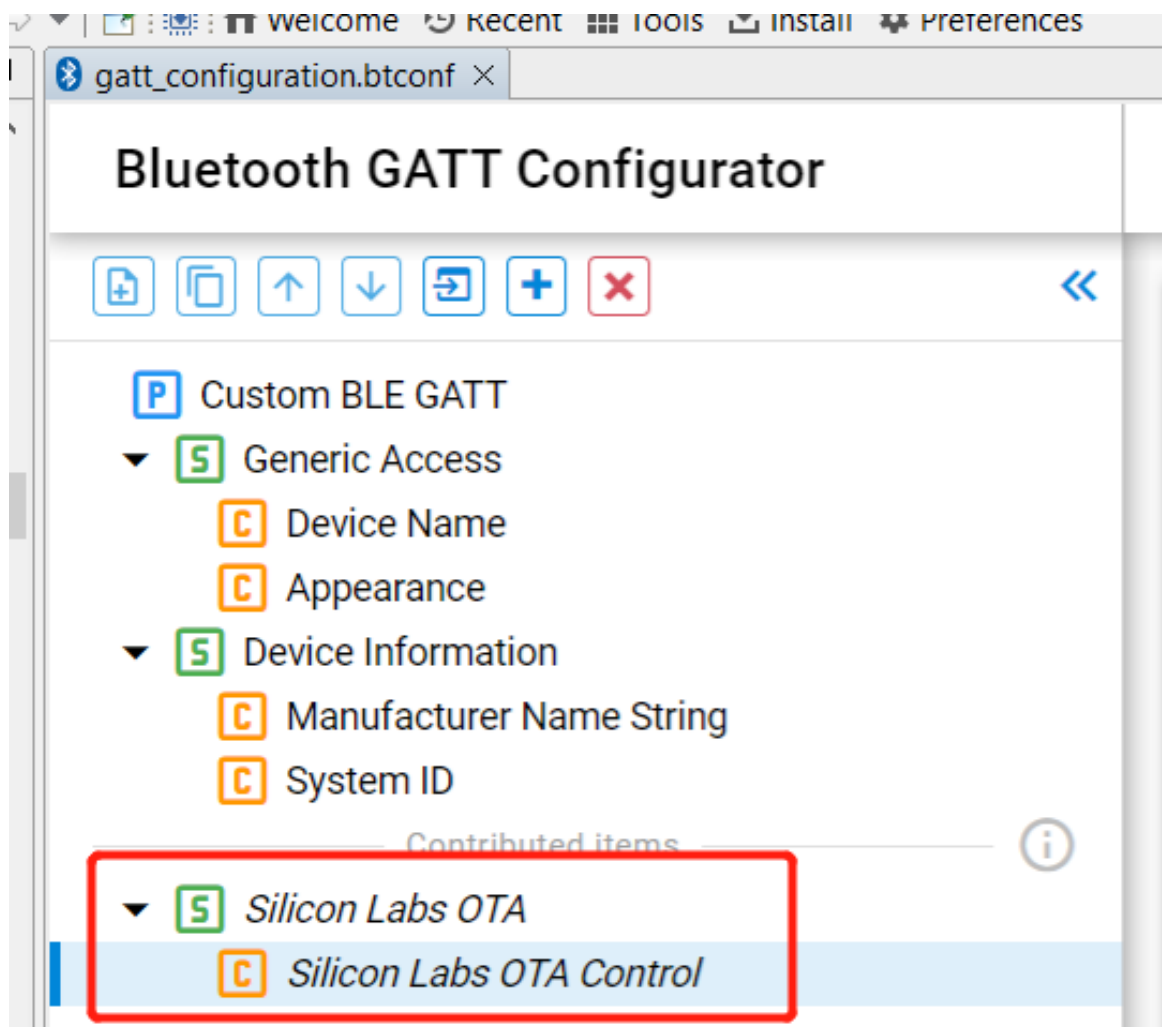 Welcome Recent Tools Install Preferences
gatt_configuration.btconf
Bluetooth GATT Configurator
P Custom BLE GATT
S Generic Access
C Device Name
C Appearance
S Device Information
C Manufacturer Name String
C System ID
Contributed items
S Silicon Labs OTA
C Silicon Labs OTA Control